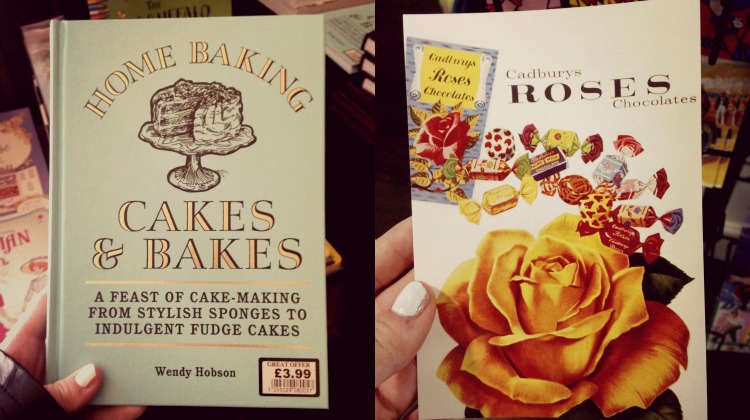 HOME BAKING
CAKES
& BAKES
A FEAST OF CAKE-MAKING
FROM STYLISH SPONGES TO
INDULGENT FUDGE CAKES
Wendy Hobson
GREAT OFFER
£3.99
Cadburys
Roses
Chocolates
Cadburys
ROSES
Chocolates